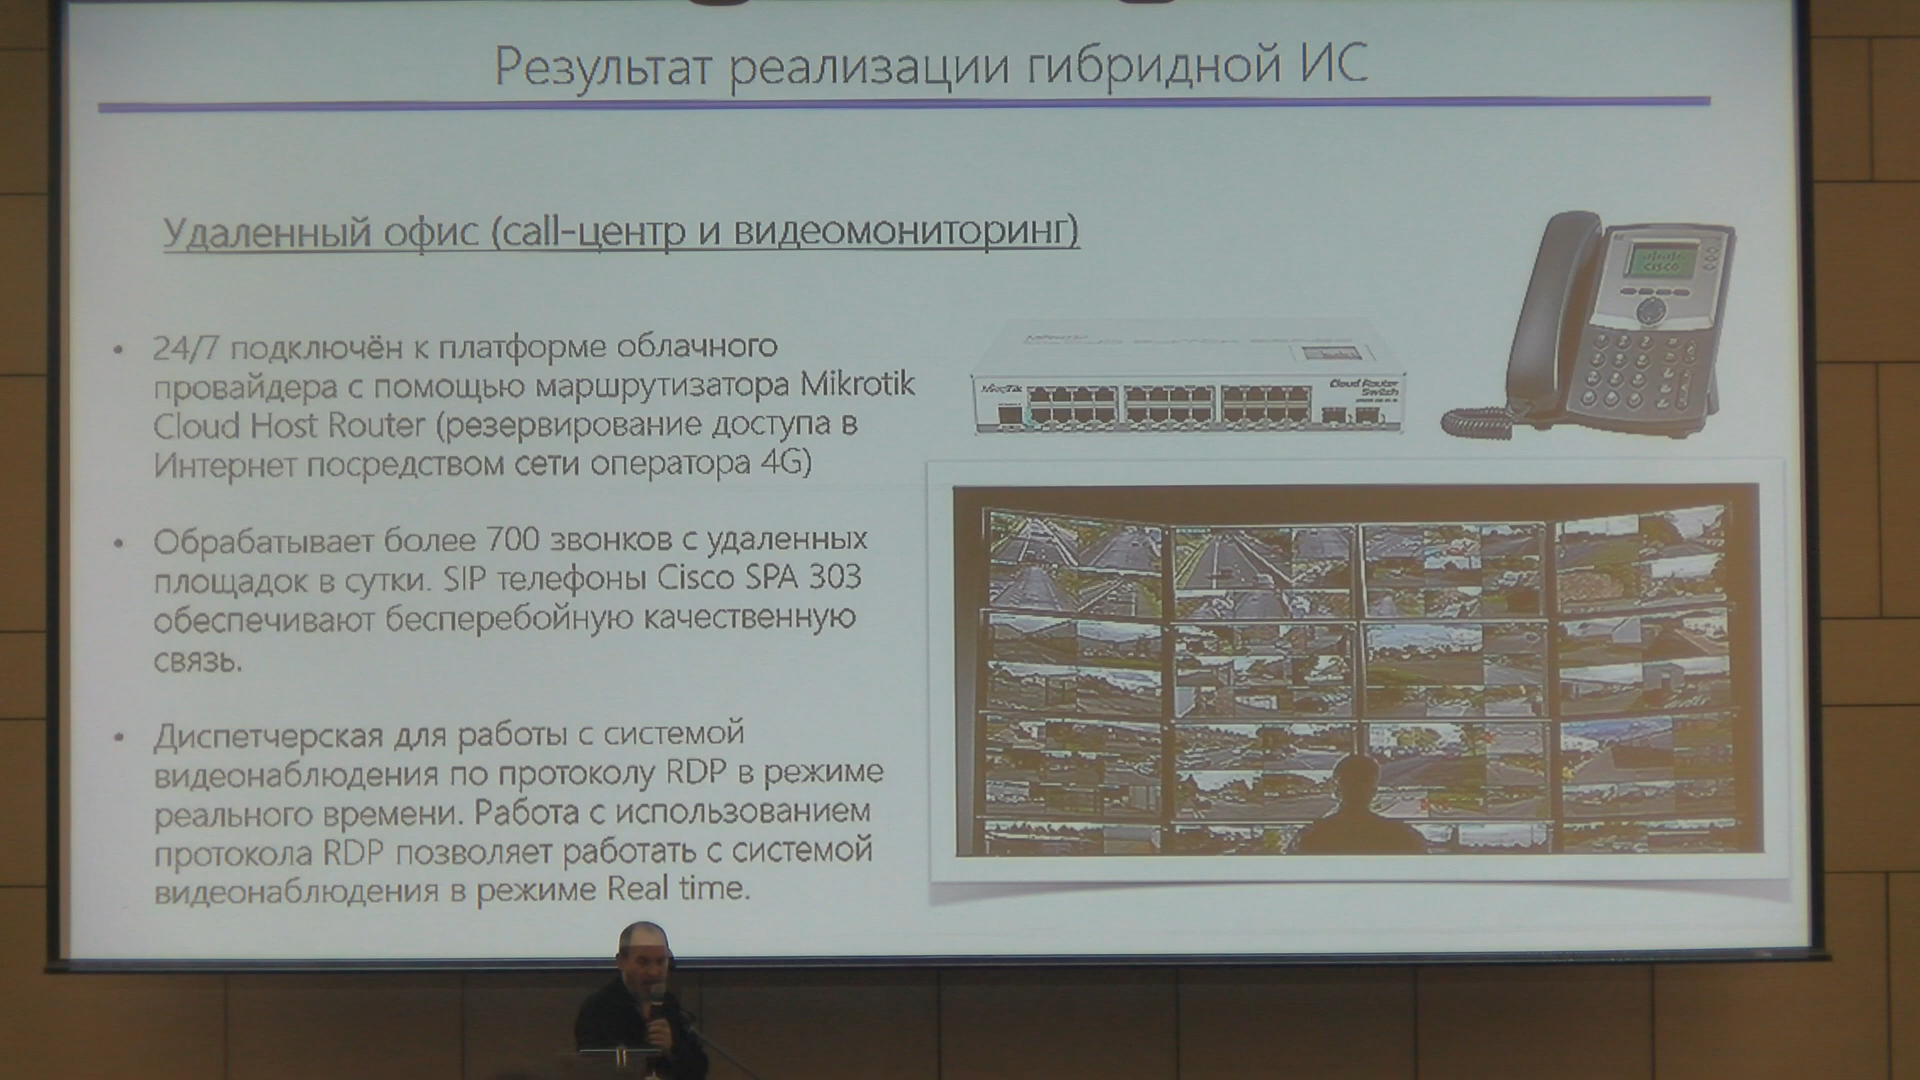 Результат реализации гибридной ИС
Удаленный офис (call-центр и видеомониторинг)
• 24/7 подключён к платформе облачного
провайдера с помощью маршрутизатора Mikrotik
Cloud Host Router (резервирование доступа в
Интернет посредством сети оператора 4G)
• Обрабатывает более 700 звонков с удаленных
площадок в сутки. SIP телефоны Cisco SPA 303
обеспечивают бесперебойную качественную
связь.
• Диспетчерская для работы с системой
видеонаблюдения по протоколу RDP в режиме
реального времени. Работа с использованием
протокола RDP позволяет работать с системой
видеонаблюдения в режиме Real time.
MikroTik
Cloud Router
Switch
CISCO